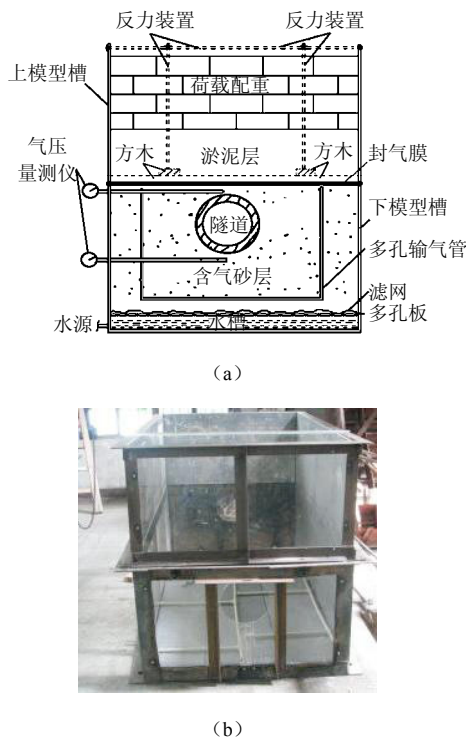 反力装置 反力装置
上模型槽
荷载配重
气压
量测仪
方木 淤泥层 方木 封气膜
隧道 下模型槽
多孔输气管
含气砂层
滤网
水源 水槽 多孔板
(a)
(b)